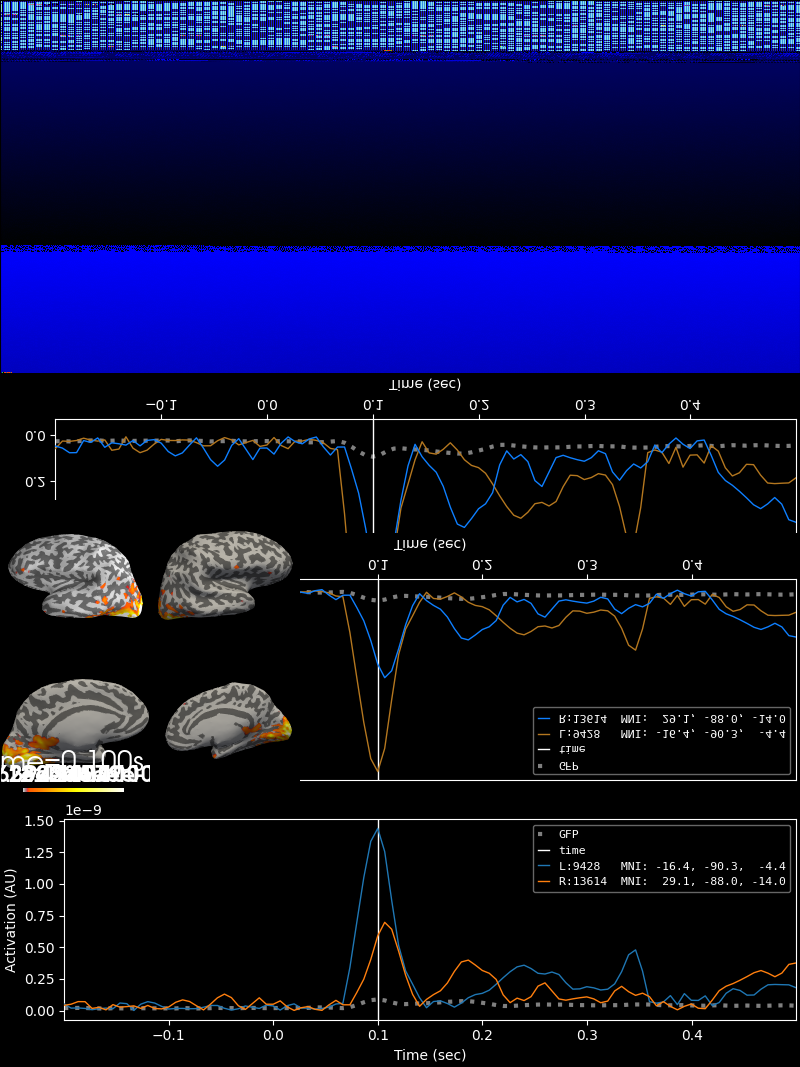 Time (sec)
−0.1 0.0 0.1 0.2 0.3 0.4
0.0
0.2
Time (sec)
0.1 0.2 0.3 0.4
R:13614 MNI: 29.1, -88.0, -14.0
L:9428 MNI: -16.4, -90.3, -4.4
time
GFP
me=0.100s
1e−9
1.50
1.25
1.00
0.75
0.50
0.25
0.00
Activation (AU)
GFP
time
L:9428 MNI: -16.4, -90.3, -4.4
R:13614 MNI: 29.1, -88.0, -14.0
−0.1 0.0 0.1 0.2 0.3 0.4
Time (sec)